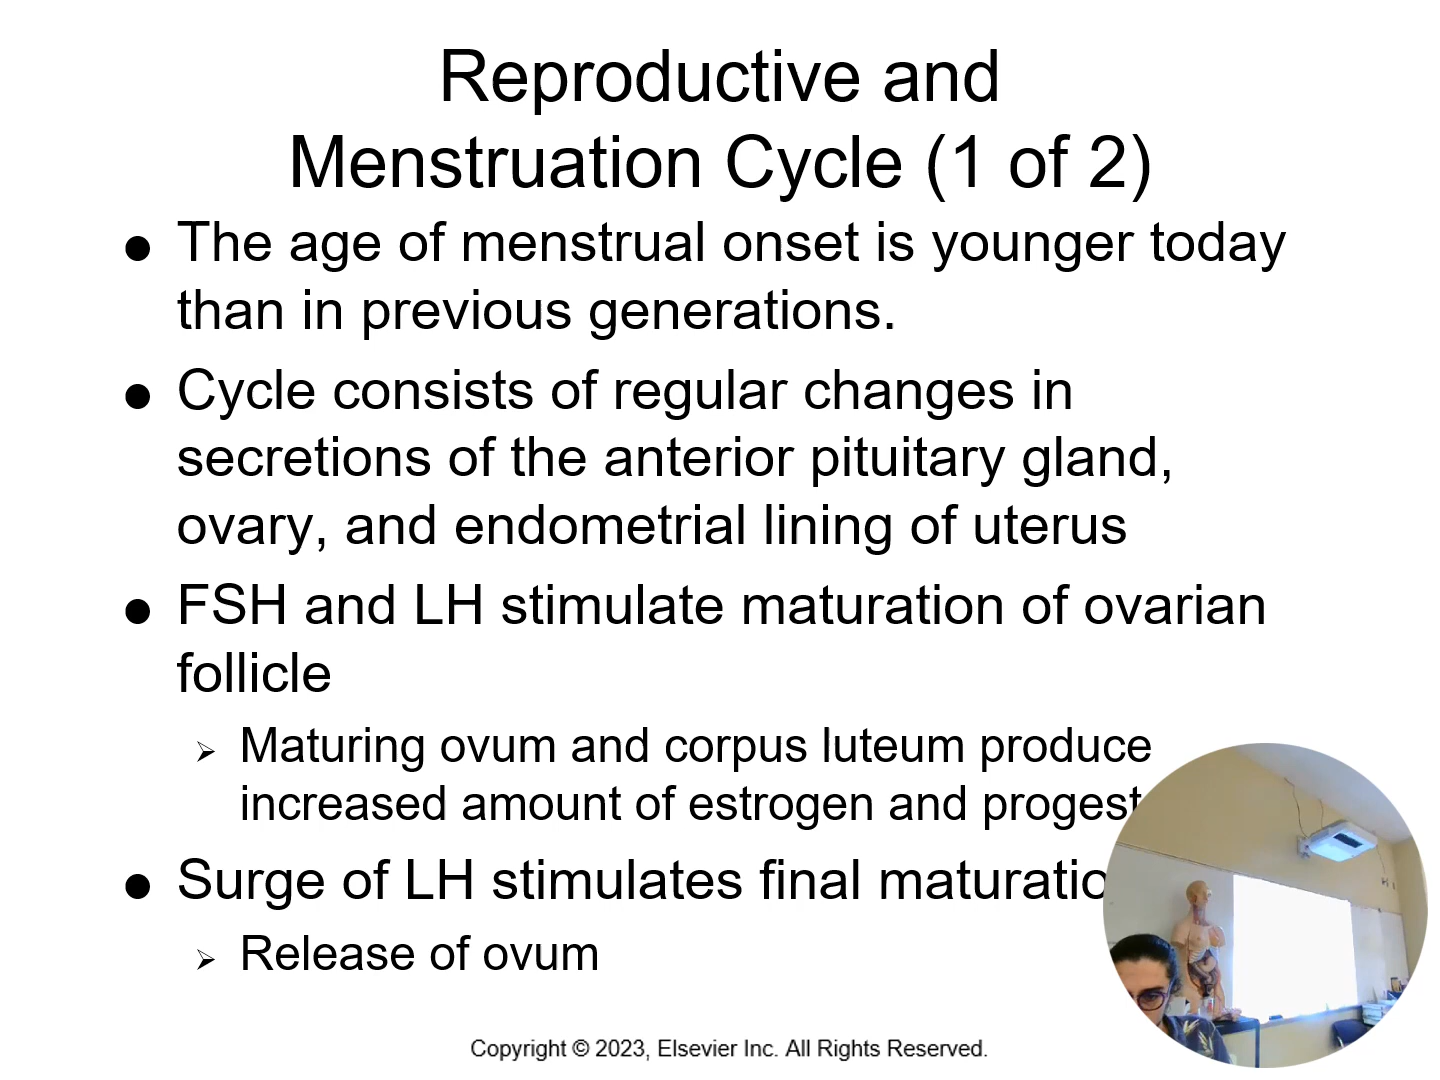 Reproductive and
Menstruation Cycle (1 of 2)
● The age of menstrual onset is younger today
than in previous generations.
● Cycle consists of regular changes in
secretions of the anterior pituitary gland,
ovary, and endometrial lining of uterus
● FSH and LH stimulate maturation of ovarian
follicle
➢ Maturing ovum and corpus luteum produce
increased amount of estrogen and
● Surge of LH stimulates final
➢ Release of ovum
Copyright © 2023, Elsevier Inc. All Rights Reserved.